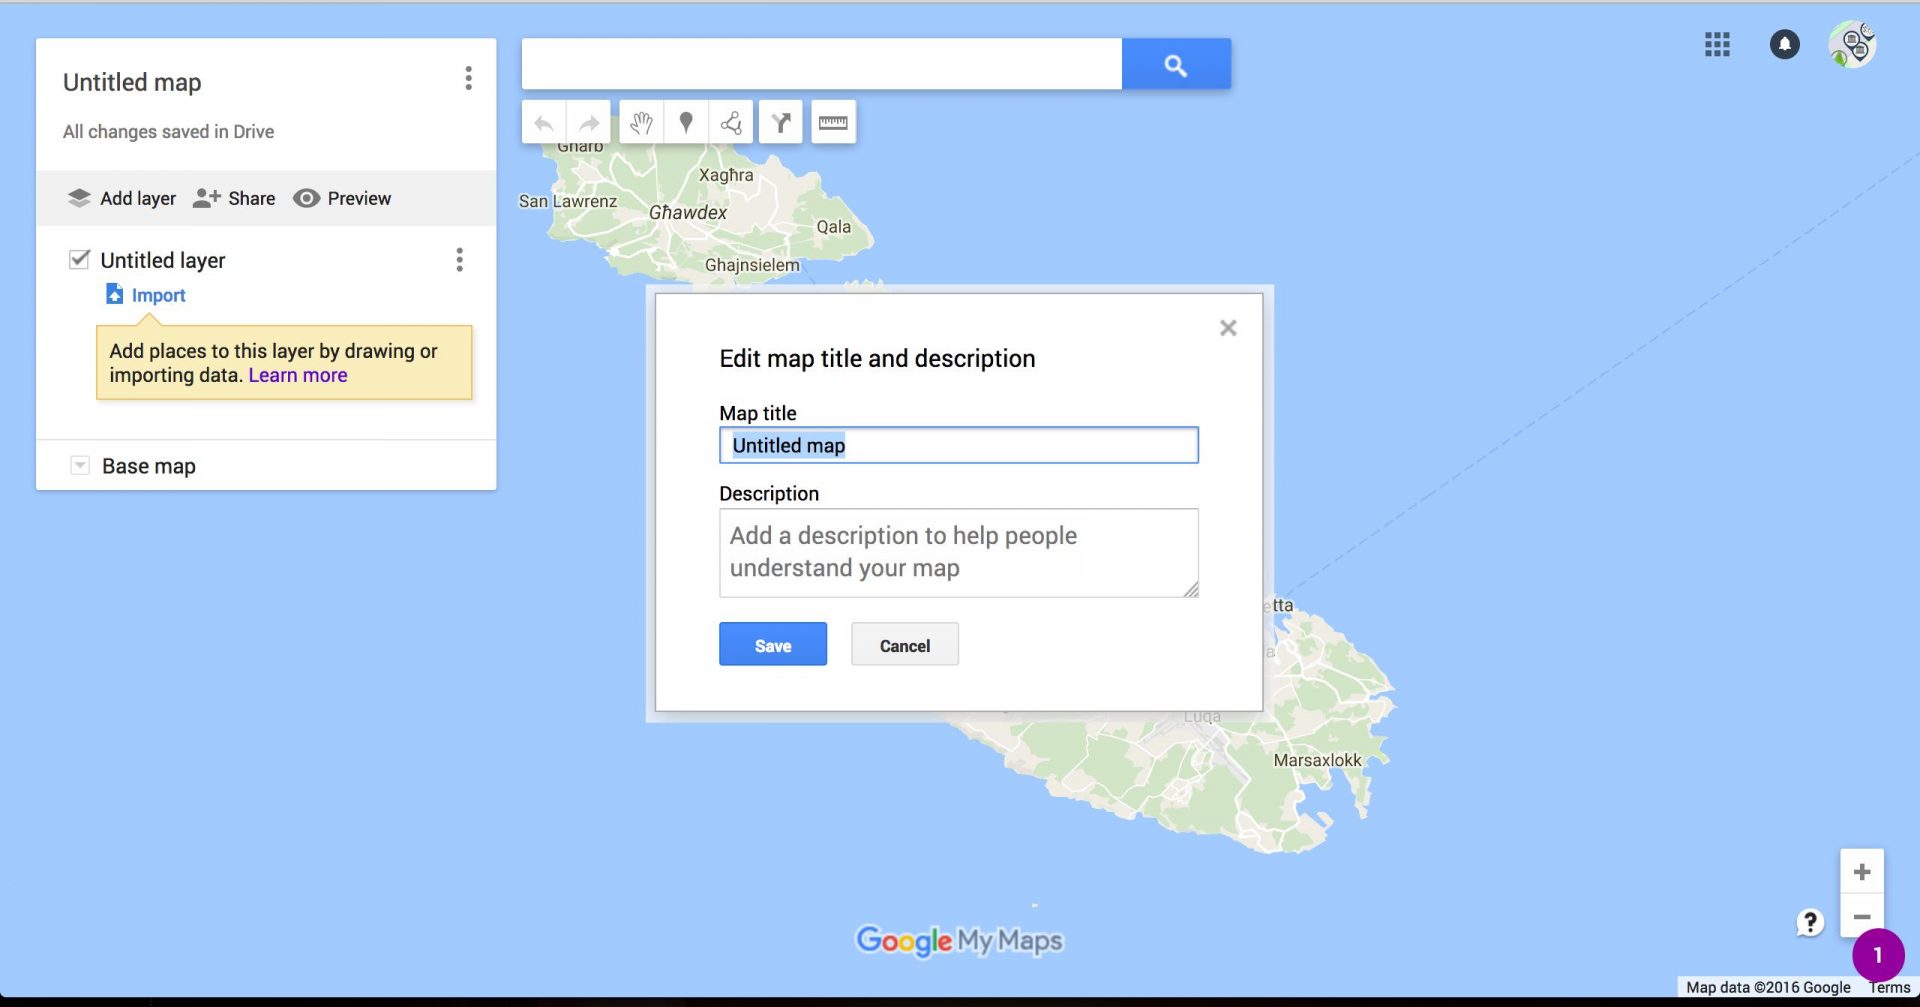 Untitled map
All changes saved in Drive
Add layer Share Preview
Untitled layer
Import
Add places to this layer by drawing or
importing data. Learn more
Base map
Għarb
Xagħra
San Lawrenz
Għawdex
Qala
Għajnsielem
Edit map title and description
Map title
Untitled map
Description
Add a description to help people
understand your map
Save Cancel
etta
a
Luqa
Marsaxlokk
Google My Maps
?
1
Map data ©2016 Google Terms